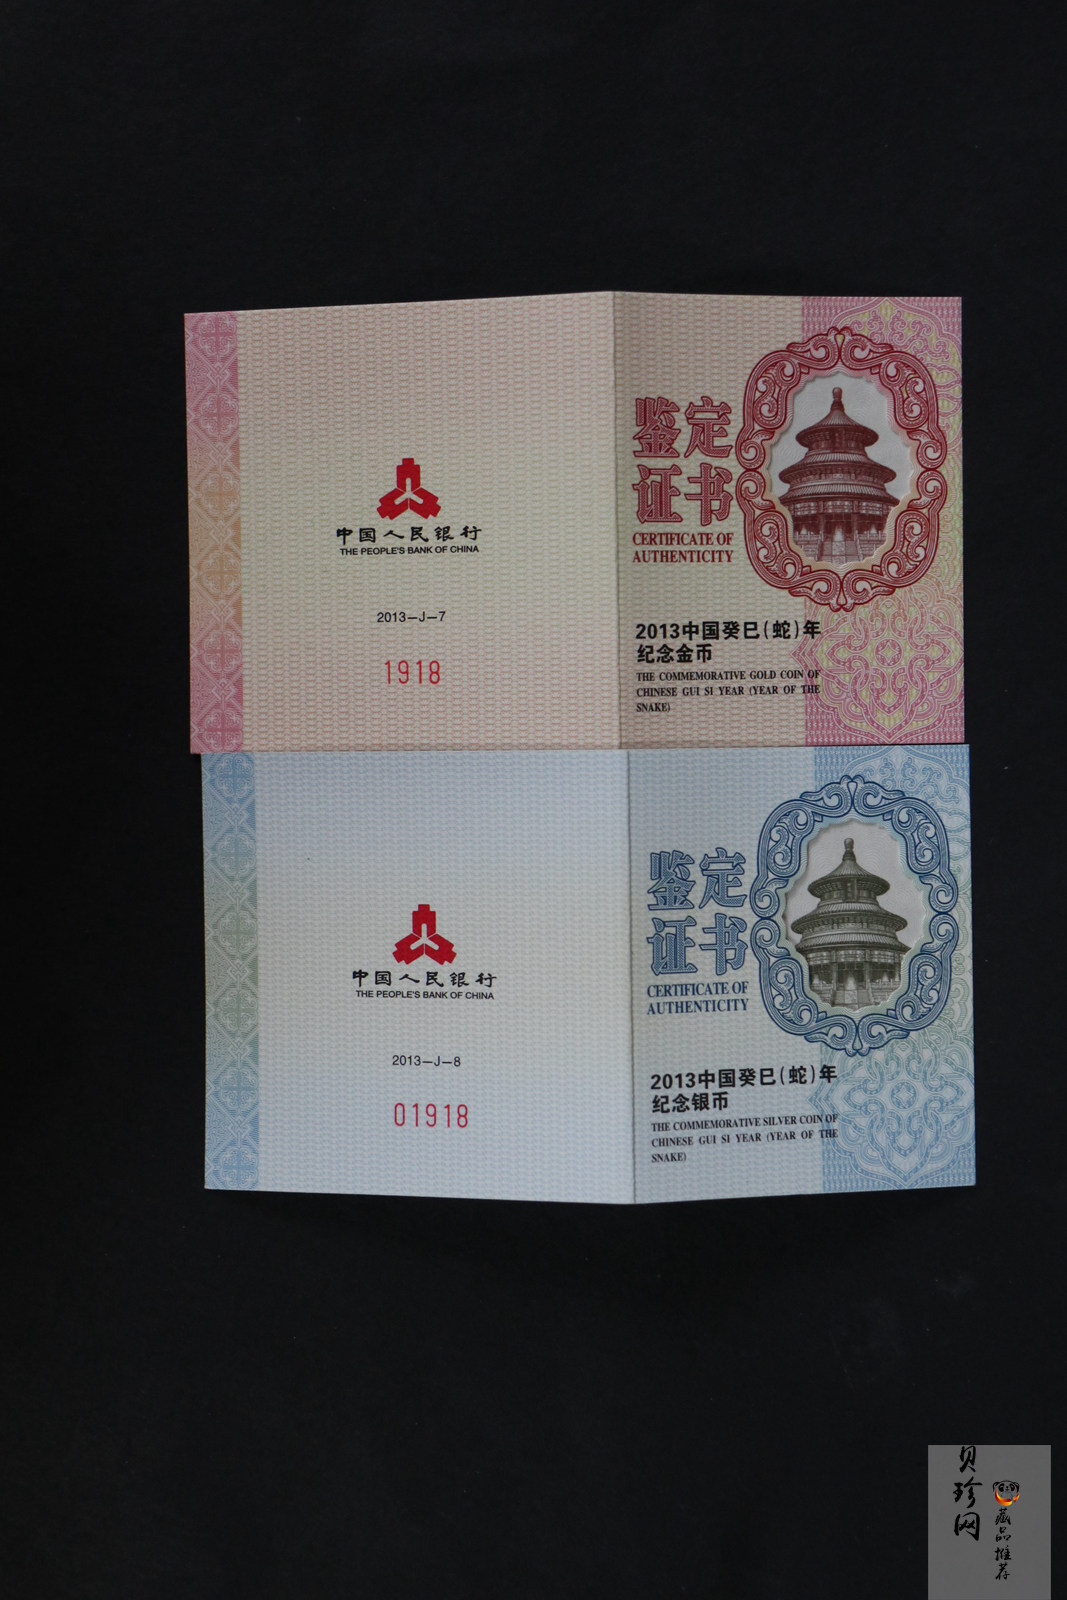 中国人民银行
THE PEOPLE'S BANK OF CHINA
2013-J-7
1918
鉴定
证书
CERTIFICATE OF
AUTHENTICITY
2013中国癸巳(蛇)年
纪念金币
THE COMMEMORATIVE GOLD COIN OF
CHINESE GUI SI YEAR (YEAR OF THE
SNAKE)
中国人民银行
THE PEOPLE'S BANK OF CHINA
2013-J-8
01918
鉴定
证书
CERTIFICATE OF
AUTHENTICITY
2013中国癸巳(蛇)年
纪念银币
THE COMMEMORATIVE SILVER COIN OF
CHINESE GUI SI YEAR (YEAR OF THE
SNAKE)
贝珍网
藏品推荐